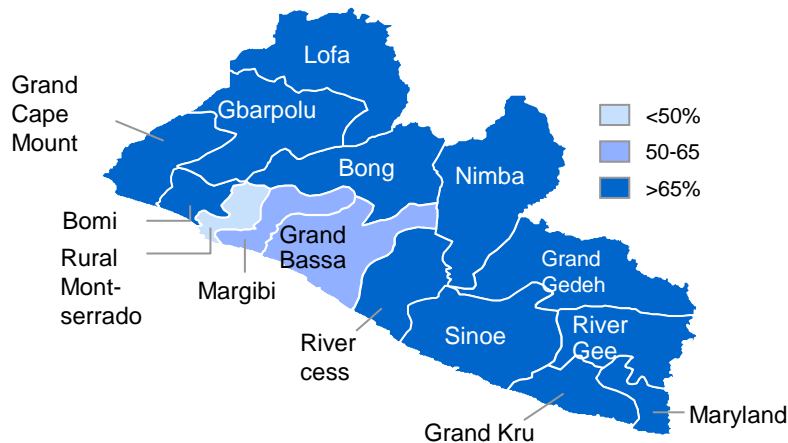 Lofa
Grand
Cape
Mount
Gbarpolu
<50%
50-65
>65%
Bong
Nimba
Bomi
Rural
Mont-
serrado
Margibi
Grand
Bassa
Grand
Gedeh
River
cess
Sinoe
River
Gee
Grand Kru
Maryland